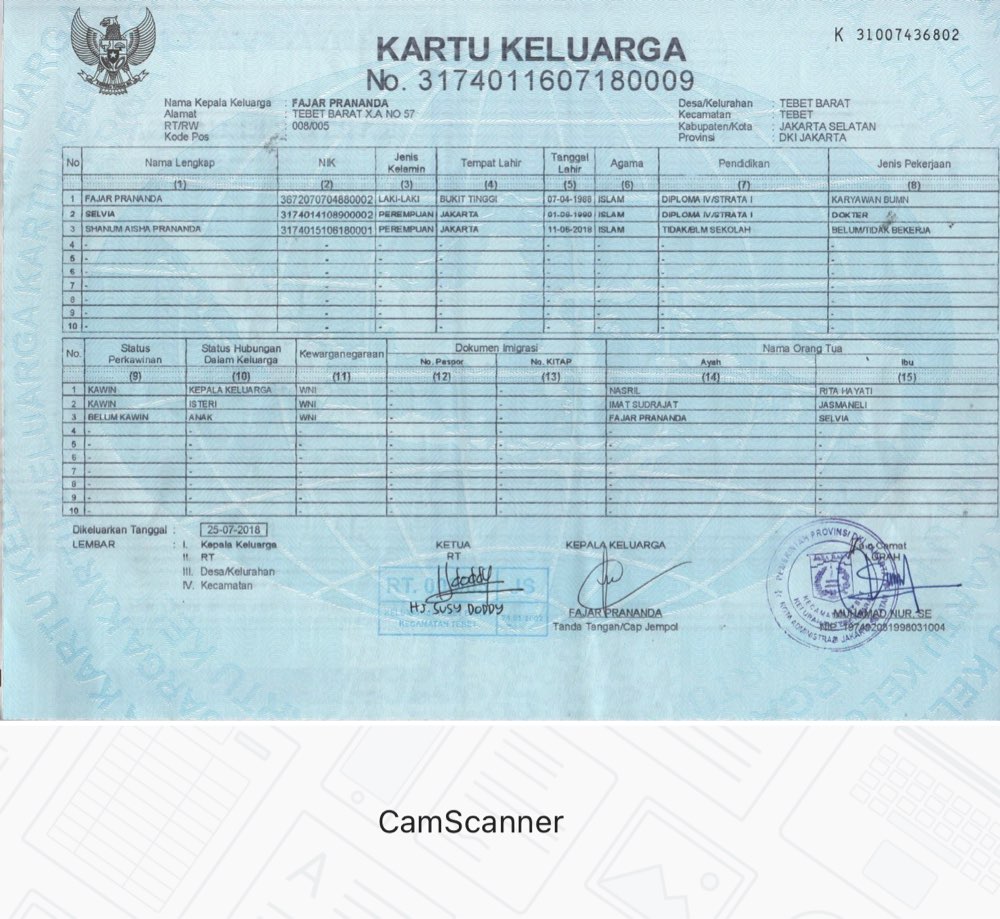 K 31007436802
KARTU KELUARGA
No. 3174011607180009
Nama Kepala Keluarga : FAJAR PRANANDA
Alamat : TEBET BARAT X.A NO 57
RT/RW : 008/005
Kode Pos :
Desa/Kelurahan : TEBET BARAT
Kecamatan : TEBET
Kabupaten/Kota : JAKARTA SELATAN
Provinsi : DKI JAKARTA
No Nama Lengkap NIK Jenis Kelamin Tempat Lahir Tanggal Lahir Agama Pendidikan Jenis Pekerjaan
(1) (2) (3) (4) (5) (6) (7) (8)
1 FAJAR PRANANDA 3672070704880002 LAKI-LAKI BUKIT TINGGI 07-04-1988 ISLAM DIPLOMA IV/STRATA I KARYAWAN BUMN
2 SELVIA 3174014108900002 PEREMPUAN JAKARTA 01-08-1990 ISLAM DIPLOMA IV/STRATA I DOKTER
3 SHANUM AISHA PRANANDA 3174015106180001 PEREMPUAN JAKARTA 11-06-2018 ISLAM TIDAK/BLM SEKOLAH BELUM/TIDAK BEKERJA
4 - - - - - - - -
5 - - - - - - - -
6 - - - - - - - -
7 - - - - - - - -
8 - - - - - - - -
9 - - - - - - - -
10 - - - - - - - -
No. Status Perkawinan Status Hubungan Dalam Keluarga Kewarganegaraan Dokumen Imigrasi Nama Orang Tua
No. Paspor No. KITAP Ayah Ibu
(9) (10) (11) (12) (13) (14) (15)
1 KAWIN KEPALA KELUARGA WNI - - NASRIL RITA HAYATI
2 KAWIN ISTERI WNI - - IMAT SUDRAJAT JASMANELI
3 BELUM KAWIN ANAK WNI - - FAJAR PRANANDA SELVIA
4 - - - - - - -
5 - - - - - - -
6 - - - - - - -
7 - - - - - - -
8 - - - - - - -
9 - - - - - - -
10 - - - - - - -
Dikeluarkan Tanggal : 25-07-2018
LEMBAR : I. Kepala Keluarga
II. RT
III. Desa/Kelurahan
IV. Kecamatan
KETUA
RT
HJ. SUSY DODDY
KECAMATAN TEBET
KEPALA KELUARGA
FAJAR PRANANDA
Tanda Tangan/Cap Jempol
Camat
MUHAMAD NUR, SE
NIP. 197402081998031004
CamScanner